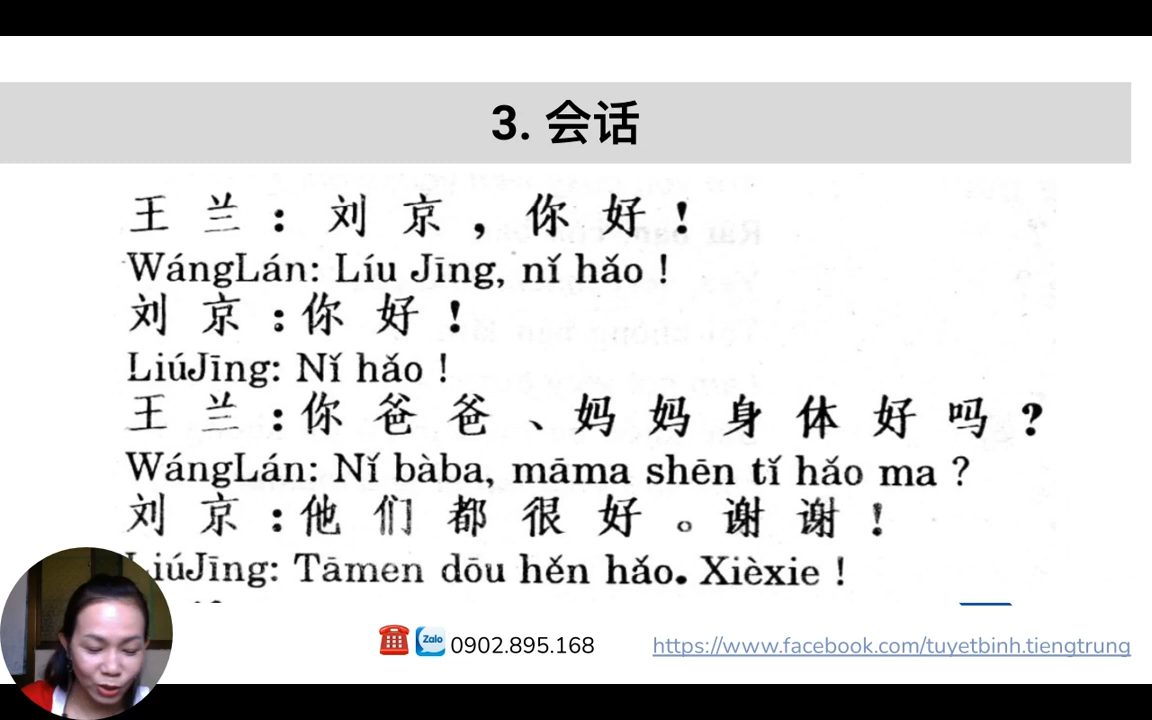 3. 会话
王 兰 : 刘 京 , 你 好 !
WángLán: Líu Jīng, nǐ hǎo !
刘 京 : 你 好 !
LiúJīng: Nǐ hǎo !
王 兰 : 你 爸 爸 、 妈 妈 身 体 好 吗 ?
WángLán: Nǐ bàba, māma shēn tǐ hǎo ma ?
刘 京 : 他 们 都 很 好 。 谢 谢 !
LiúJīng: Tāmen dōu hěn hǎo. Xièxie !
Zalo 0902.895.168 https://www.facebook.com/tuyetbinh.tiengtrung